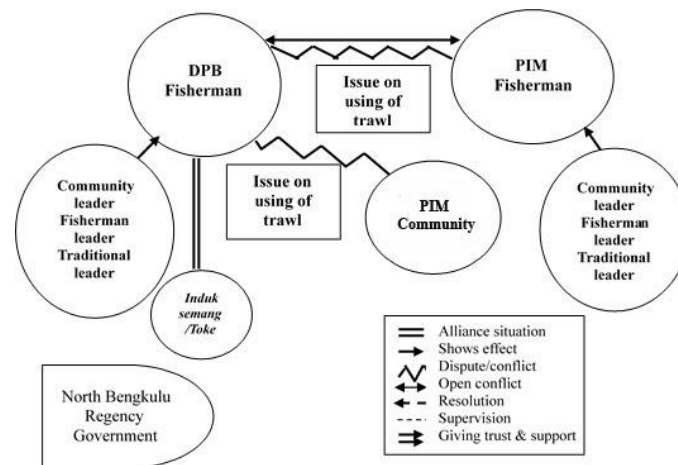 DPB
Fisherman
Issue on
using of
trawl
PIM
Fisherman
Community
leader
Fisherman
leader
Traditional
leader
Issue on
using of
trawl
PIM
Community
Community
leader
Fisherman
leader
Traditional
leader
Induk
semang
/Toke
North Bengkulu
Regency
Government
Alliance situation
Shows effect
Dispute/conflict
Open conflict
Resolution
Supervision
Giving trust & support